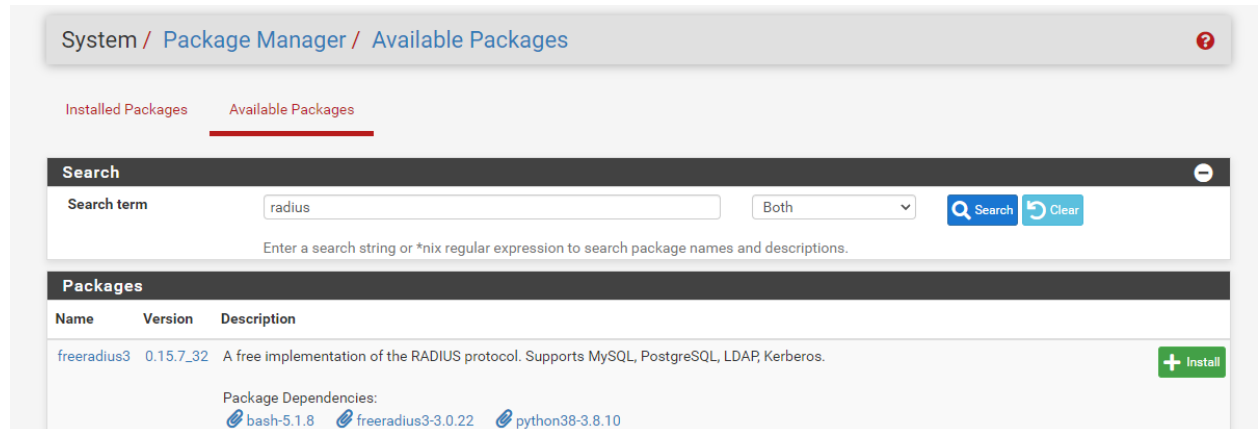 System / Package Manager / Available Packages
Installed Packages Available Packages
Search
Search term radius Both Search Clear
Enter a search string or *nix regular expression to search package names and descriptions.
Packages
Name Version Description
freeradius3 0.15.7_32 A free implementation of the RADIUS protocol. Supports MySQL, PostgreSQL, LDAP, Kerberos. Install
Package Dependencies:
bash-5.1.8 freeradius3-3.0.22 python38-3.8.10